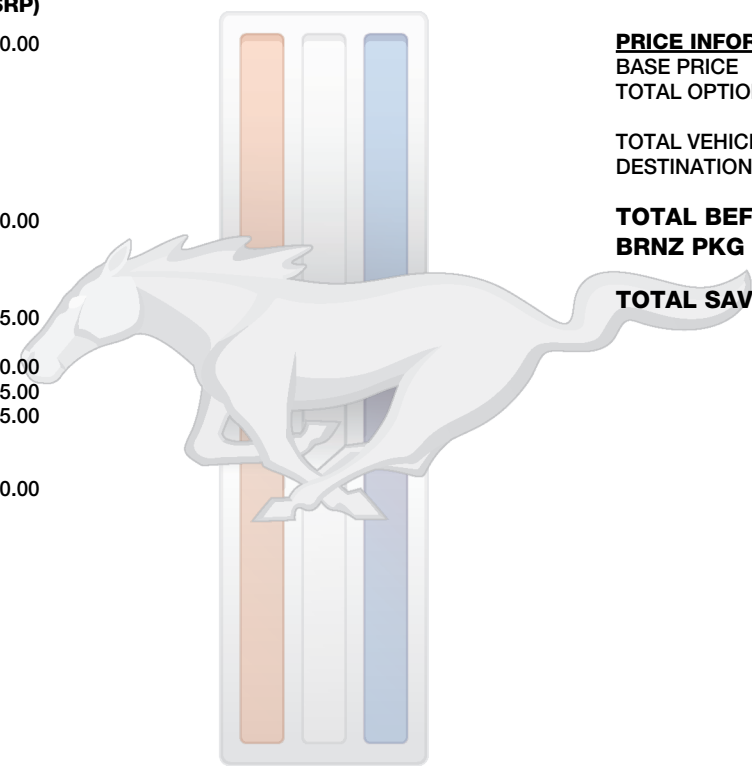 SRP)
0.00
0.00
5.00
0.00
5.00
5.00
0.00
PRICE INFOR
BASE PRICE
TOTAL OPTIO
TOTAL VEHICL
DESTINATION
TOTAL BEF
BRNZ PKG
TOTAL SAV